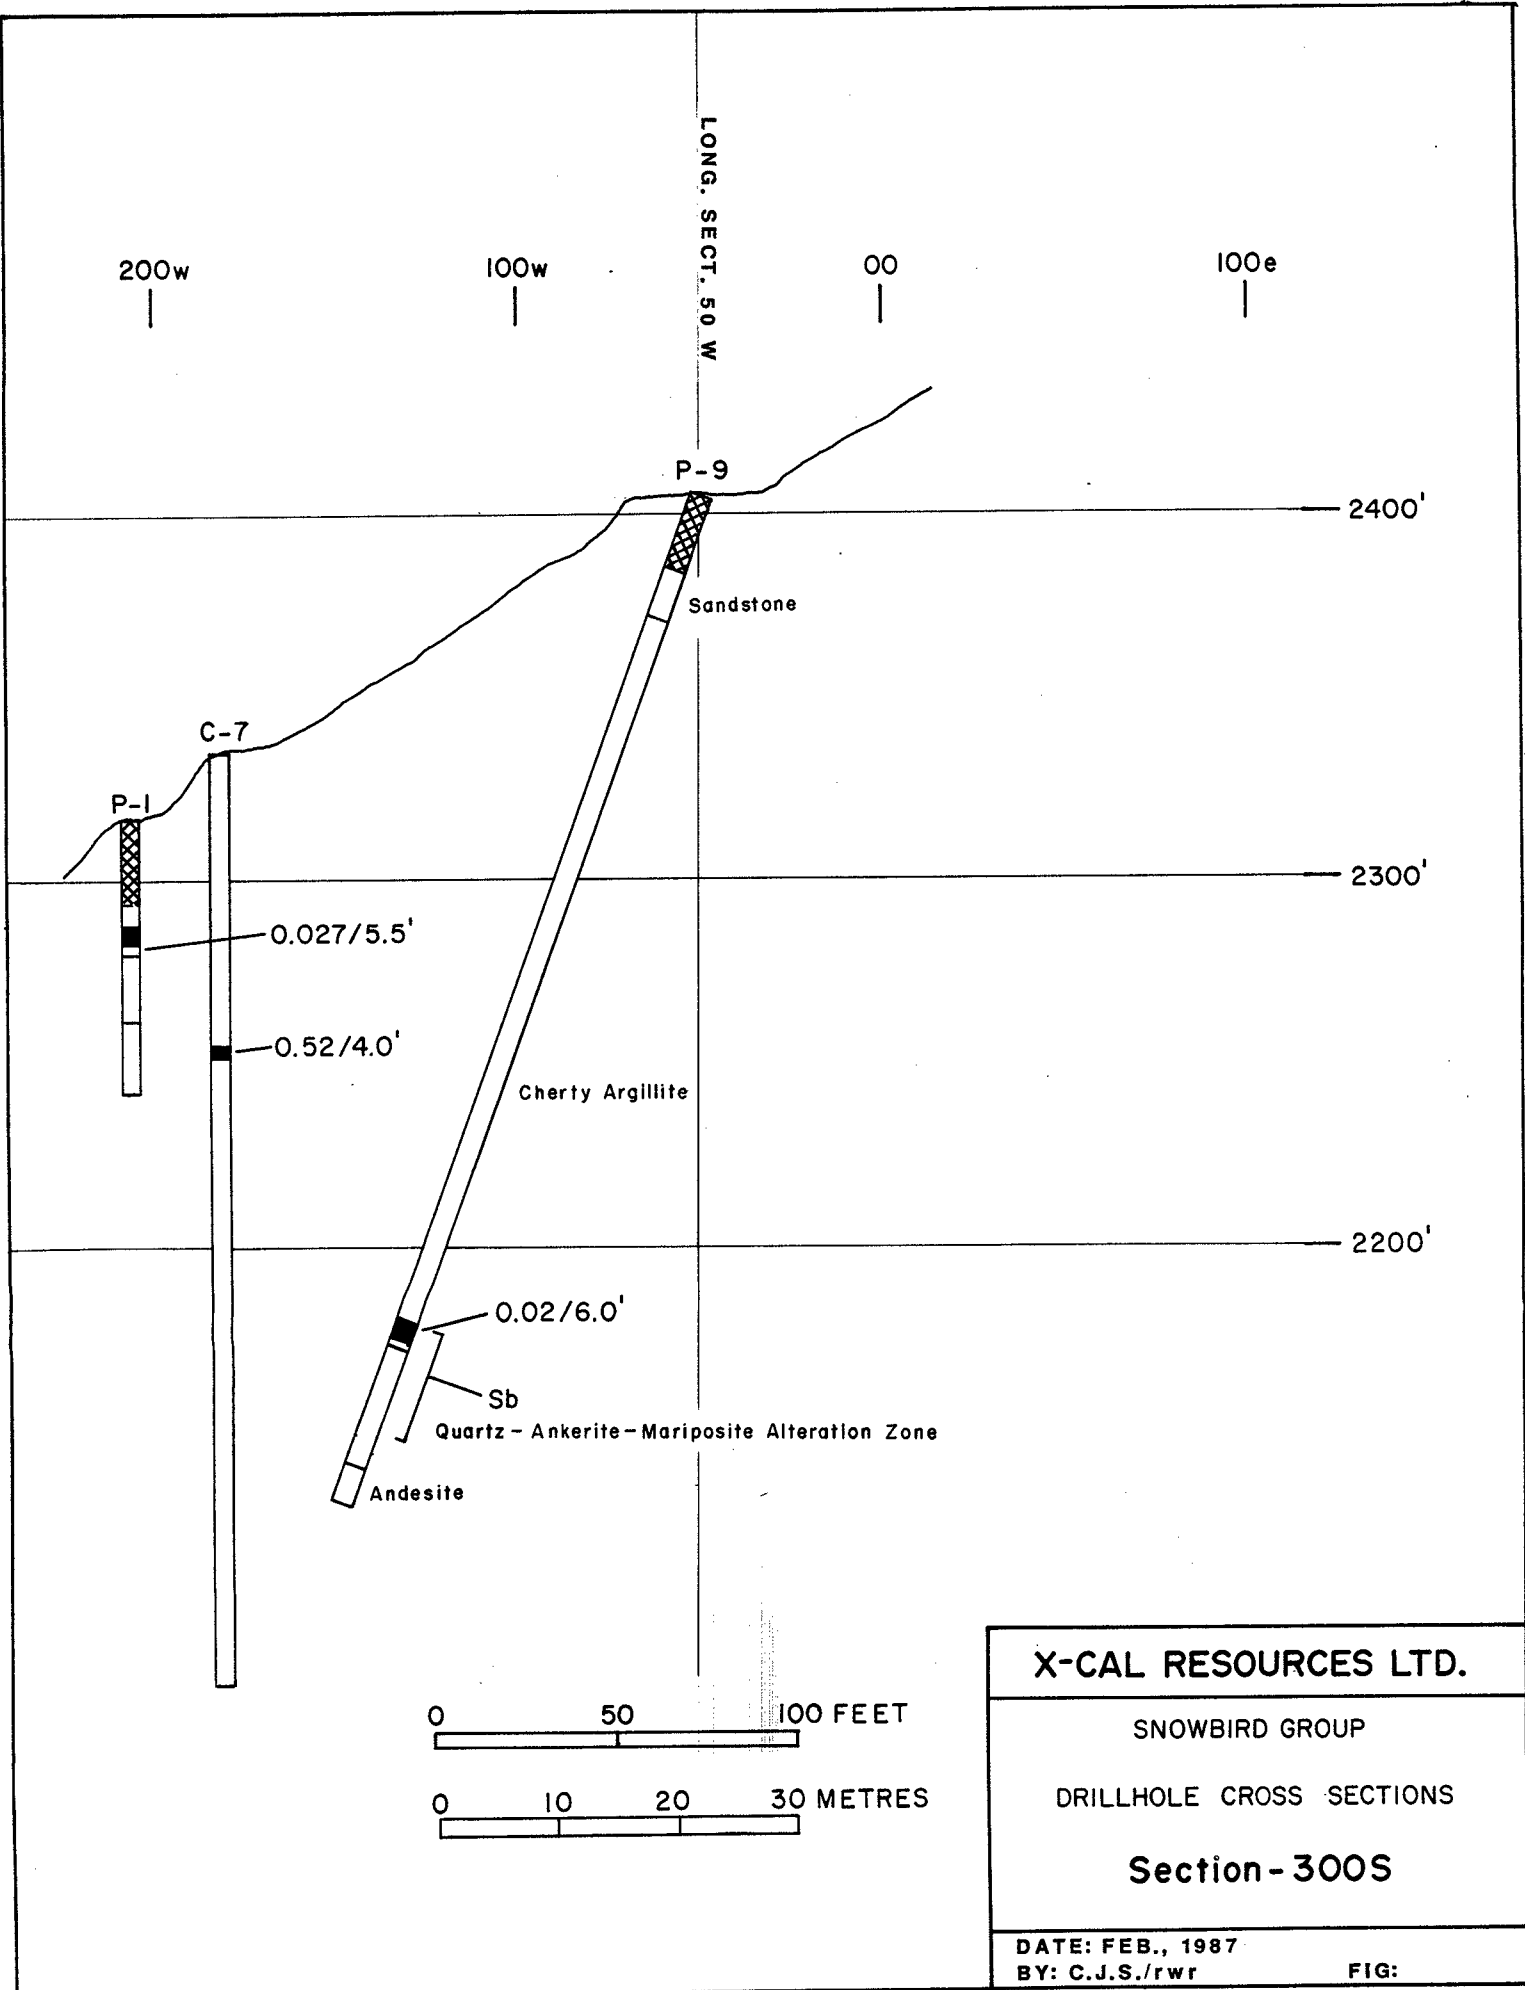 LONG. SECT. 50 W
200w 100w 00 100e
P-9
2400'
Sandstone
C-7
P-1
2300'
0.027/5.5'
0.52/4.0'
Cherty Argillite
2200'
0.02/6.0'
Sb
Quartz-Ankerite-Mariposite Alteration Zone
Andesite
0 50 100 FEET
0 10 20 30 METRES
X-CAL RESOURCES LTD.
SNOWBIRD GROUP
DRILLHOLE CROSS SECTIONS
Section-300S
DATE: FEB., 1987
BY: C.J.S./rwr FIG: